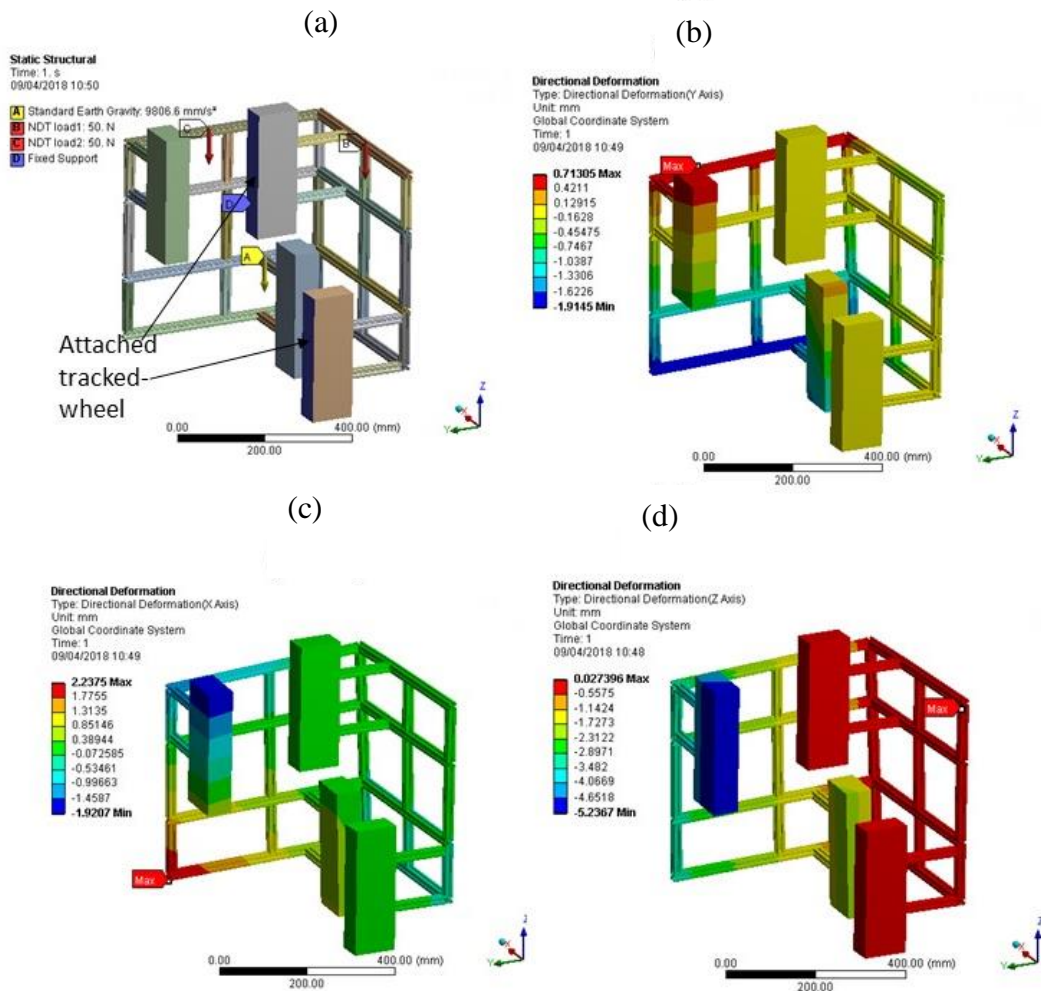 (a)
Static Structural
Time: 1. s
09/04/2018 10:50
A Standard Earth Gravity: 9806.6 mm/s²
B NDT load1: 50. N
C NDT load2: 50. N
D Fixed Support
C
B
D
A
Attached
tracked-
wheel
Z
X
Y
0.00
400.00 (mm)
200.00
(b)
Directional Deformation
Type: Directional Deformation(Y Axis)
Unit: mm
Global Coordinate System
Time: 1
09/04/2018 10:49
Max
0.71305 Max
0.4211
0.12915
-0.1628
-0.45475
-0.7467
-1.0387
-1.3306
-1.6226
-1.9145 Min
Z
X
Y
0.00
400.00 (mm)
200.00
(c)
Directional Deformation
Type: Directional Deformation(X Axis)
Unit: mm
Global Coordinate System
Time: 1
09/04/2018 10:49
2.2375 Max
1.7755
1.3135
0.85146
0.38944
-0.072585
-0.53461
-0.99663
-1.4587
-1.9207 Min
Max
Z
X
Y
0.00
400.00 (mm)
200.00
(d)
Directional Deformation
Type: Directional Deformation(Z Axis)
Unit: mm
Global Coordinate System
Time: 1
09/04/2018 10:48
0.027396 Max
-0.5575
-1.1424
-1.7273
-2.3122
-2.8971
-3.482
-4.0669
-4.6518
-5.2367 Min
Max
Z
X
Y
0.00
400.00 (mm)
200.00